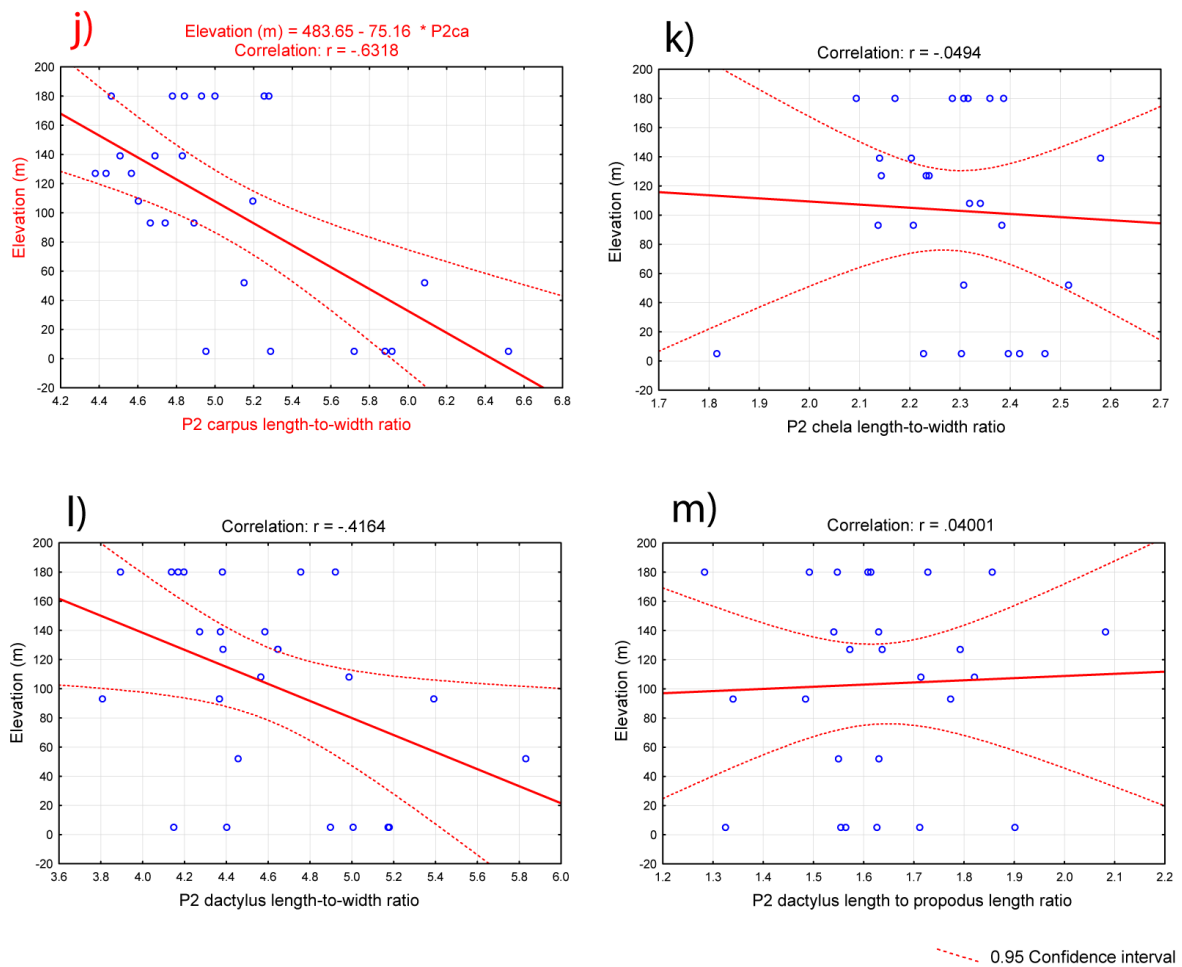 j)
Elevation (m) = 483.65 - 75.16 * P2ca
Correlation: r = -.6318
200
180
160
140
120
100
80
60
40
20
0
-20
Elevation (m)
4.2 4.4 4.6 4.8 5.0 5.2 5.4 5.6 5.8 6.0 6.2 6.4 6.6 6.8
P2 carpus length-to-width ratio
k)
Correlation: r = -.0494
200
180
160
140
120
100
80
60
40
20
0
-20
Elevation (m)
1.7 1.8 1.9 2.0 2.1 2.2 2.3 2.4 2.5 2.6 2.7
P2 chela length-to-width ratio
l)
Correlation: r = -.4164
200
180
160
140
120
100
80
60
40
20
0
-20
Elevation (m)
3.6 3.8 4.0 4.2 4.4 4.6 4.8 5.0 5.2 5.4 5.6 5.8 6.0
P2 dactylus length-to-width ratio
m)
Correlation: r = .04001
200
180
160
140
120
100
80
60
40
20
0
-20
Elevation (m)
1.2 1.3 1.4 1.5 1.6 1.7 1.8 1.9 2.0 2.1 2.2
P2 dactylus length to propodus length ratio
0.95 Confidence interval